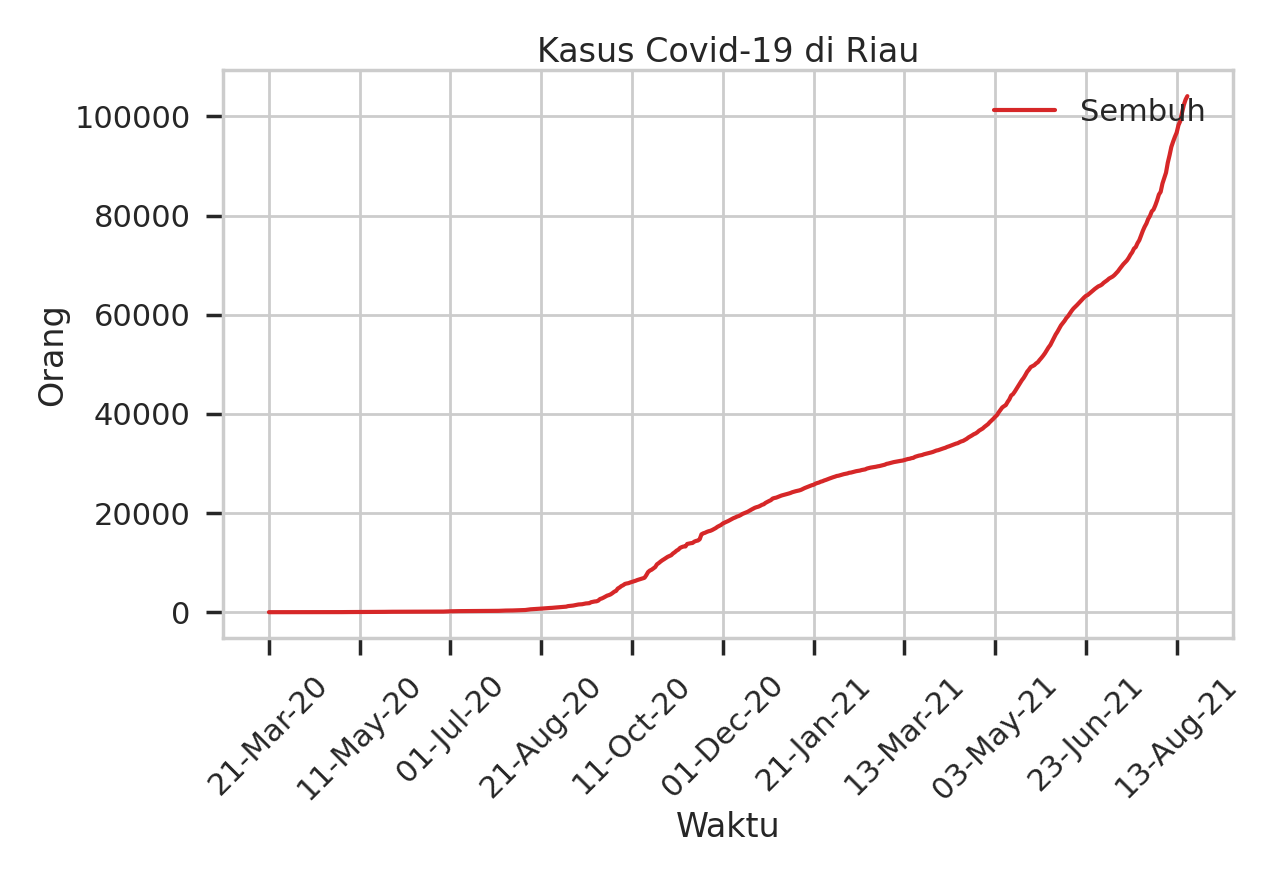 Kasus Covid-19 di Riau
Sembuh
100000
80000
60000
40000
20000
0
Orang
21-Mar-20
11-May-20
01-Jul-20
21-Aug-20
11-Oct-20
01-Dec-20
21-Jan-21
13-Mar-21
03-May-21
23-Jun-21
13-Aug-21
Waktu